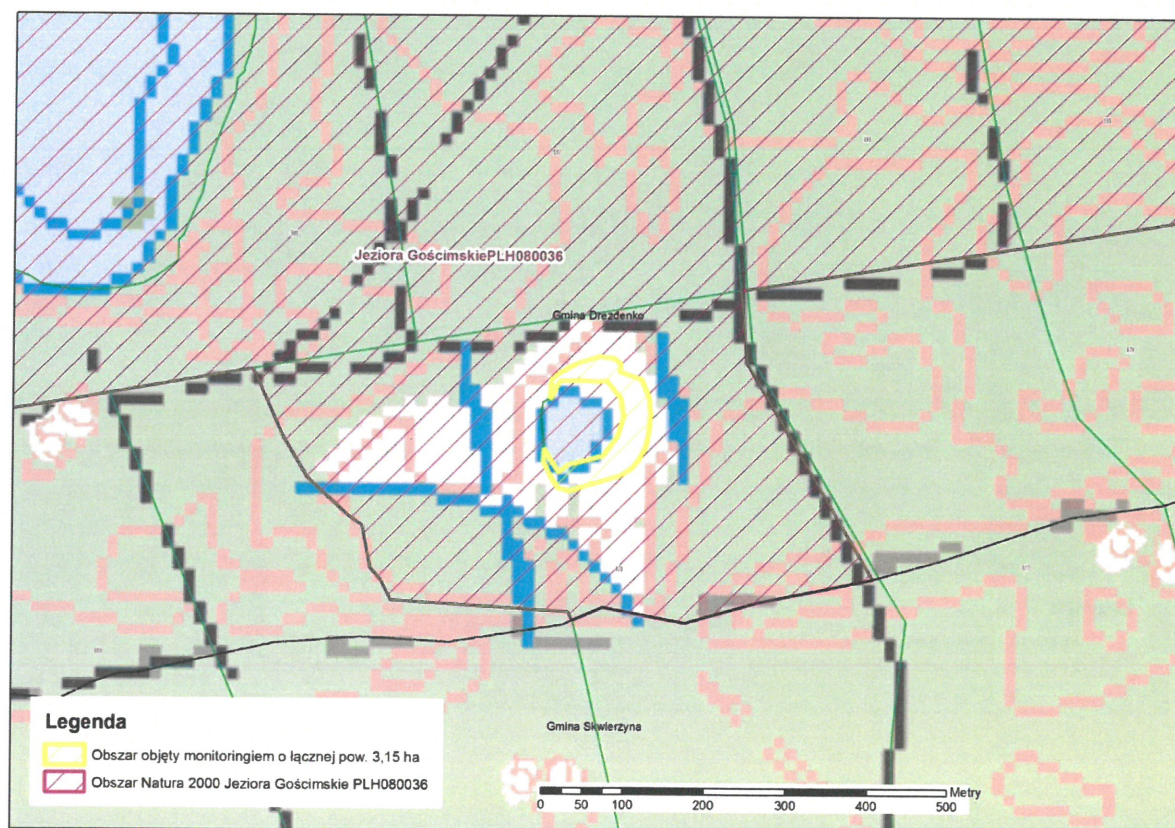 Jeziora GościmskiePLH080036
Gmina Drezdenko
Gmina Skwierzyna
Legenda
Obszar objęty monitoringiem o łącznej pow. 3,15 ha
Obszar Natura 2000 Jeziora Gościmskie PLH080036
Metry
0 50 100 200 300 400 500